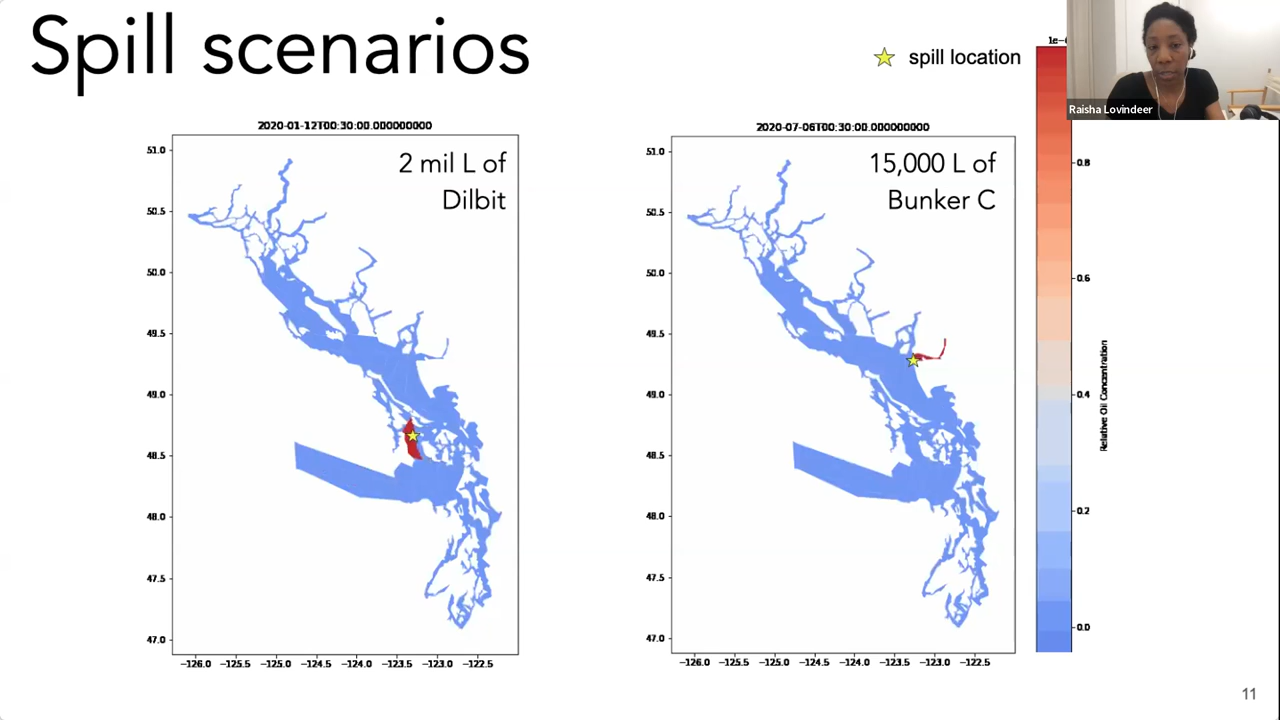 Spill scenarios
spill location
1e-
Raisha Lovindeer
2020-01-12T00:30:00.000000000
2 mil L of
Dilbit
51.0
50.5
50.0
49.5
49.0
48.5
48.0
47.5
47.0
−126.0 −125.5 −125.0 −124.5 −124.0 −123.5 −123.0 −122.5
2020-07-06T00:30:00.000000000
15,000 L of
Bunker C
51.0
50.5
50.0
49.5
49.0
48.5
48.0
47.5
47.0
−126.0 −125.5 −125.0 −124.5 −124.0 −123.5 −123.0 −122.5
0.8
0.6
0.4
0.2
0.0
Relative Oil Concentration
11